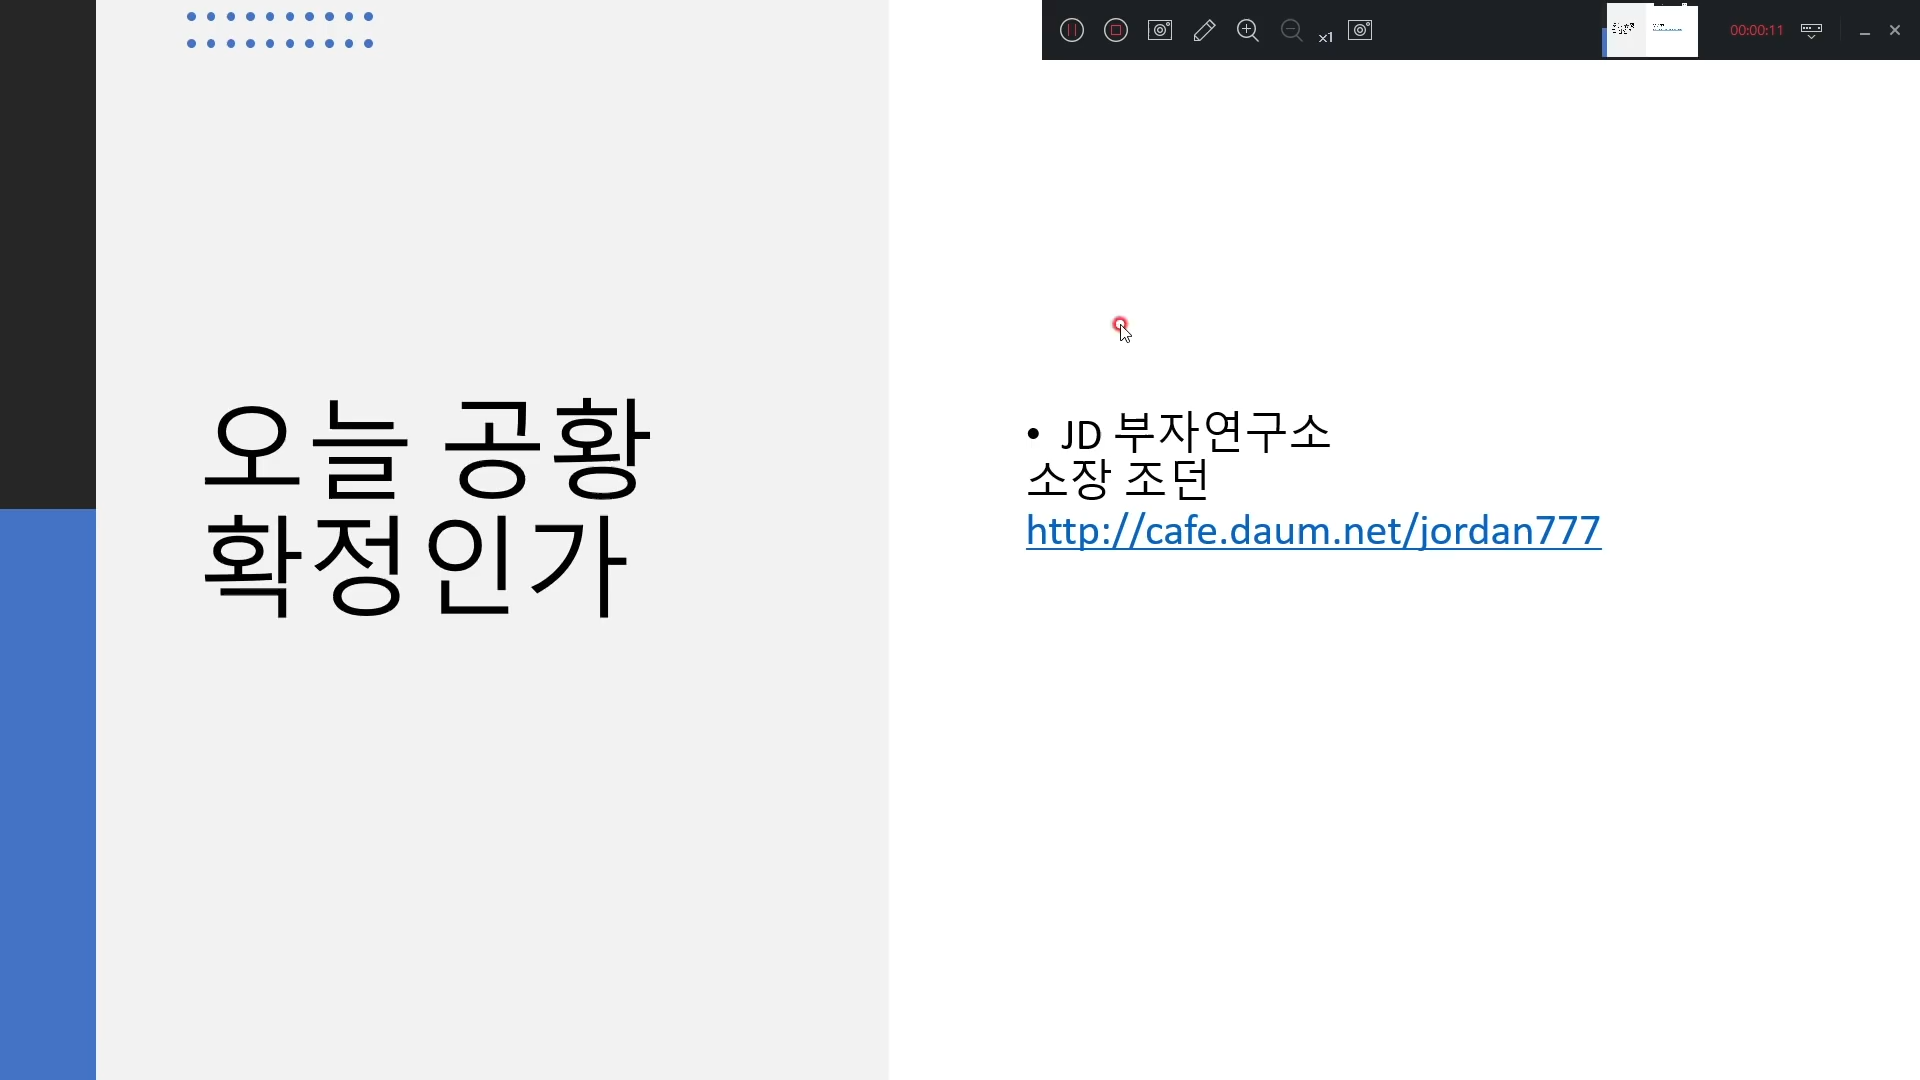 오늘 공황
확정인가
• JD 부자연구소
소장 조던
http://cafe.daum.net/jordan777
x1
00:00:11